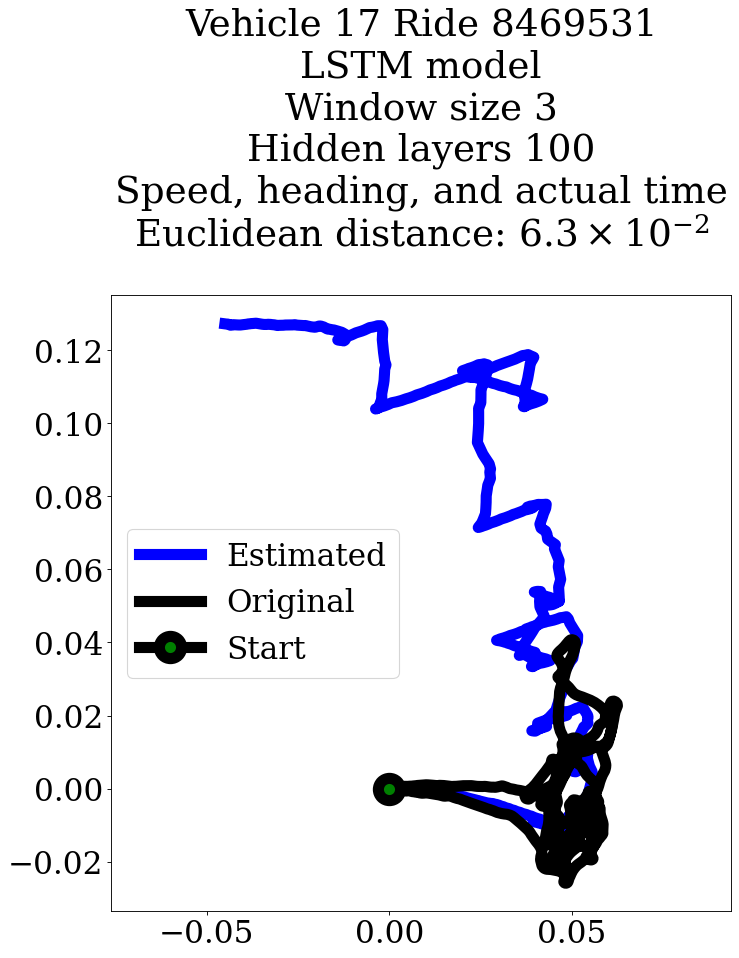 Vehicle 17 Ride 8469531
LSTM model
Window size 3
Hidden layers 100
Speed, heading, and actual time
Euclidean distance: 6.3 × 10⁻²
0.12
0.10
0.08
0.06
0.04
0.02
0.00
−0.02
Estimated
Original
Start
−0.05 0.00 0.05